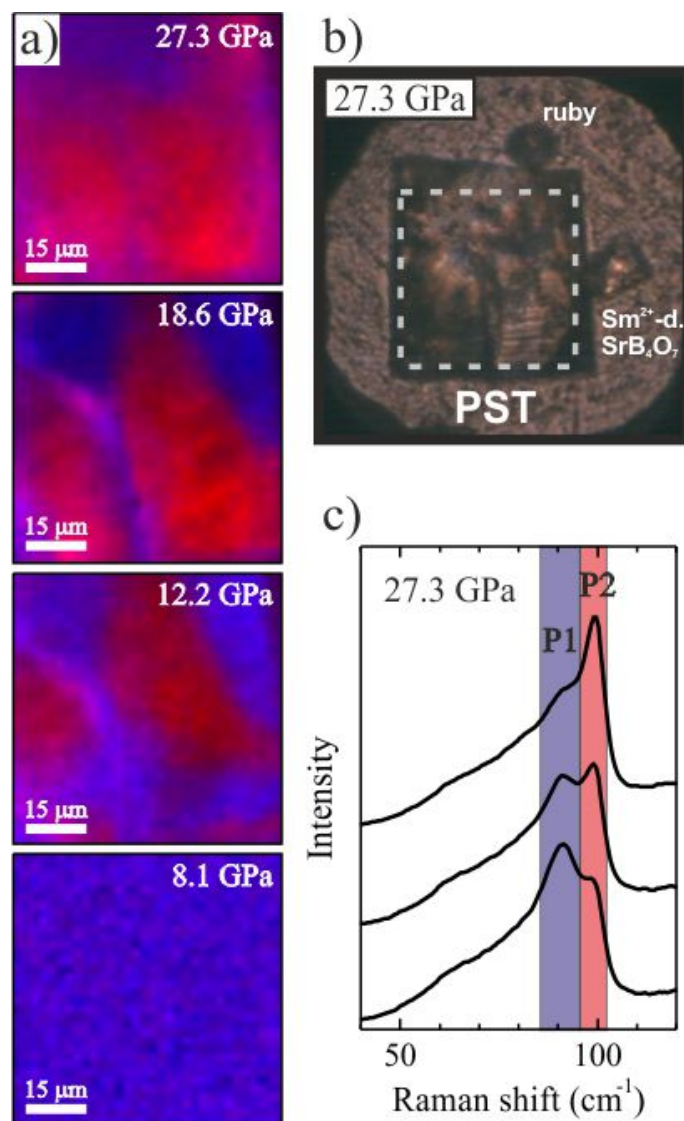 a)
27.3 GPa
15 μm
18.6 GPa
15 μm
12.2 GPa
15 μm
8.1 GPa
15 μm
b)
27.3 GPa
ruby
Sm²⁺-d.
SrB₄O₇
PST
c)
27.3 GPa
P2
P1
Intensity
50
100
Raman shift (cm⁻¹)